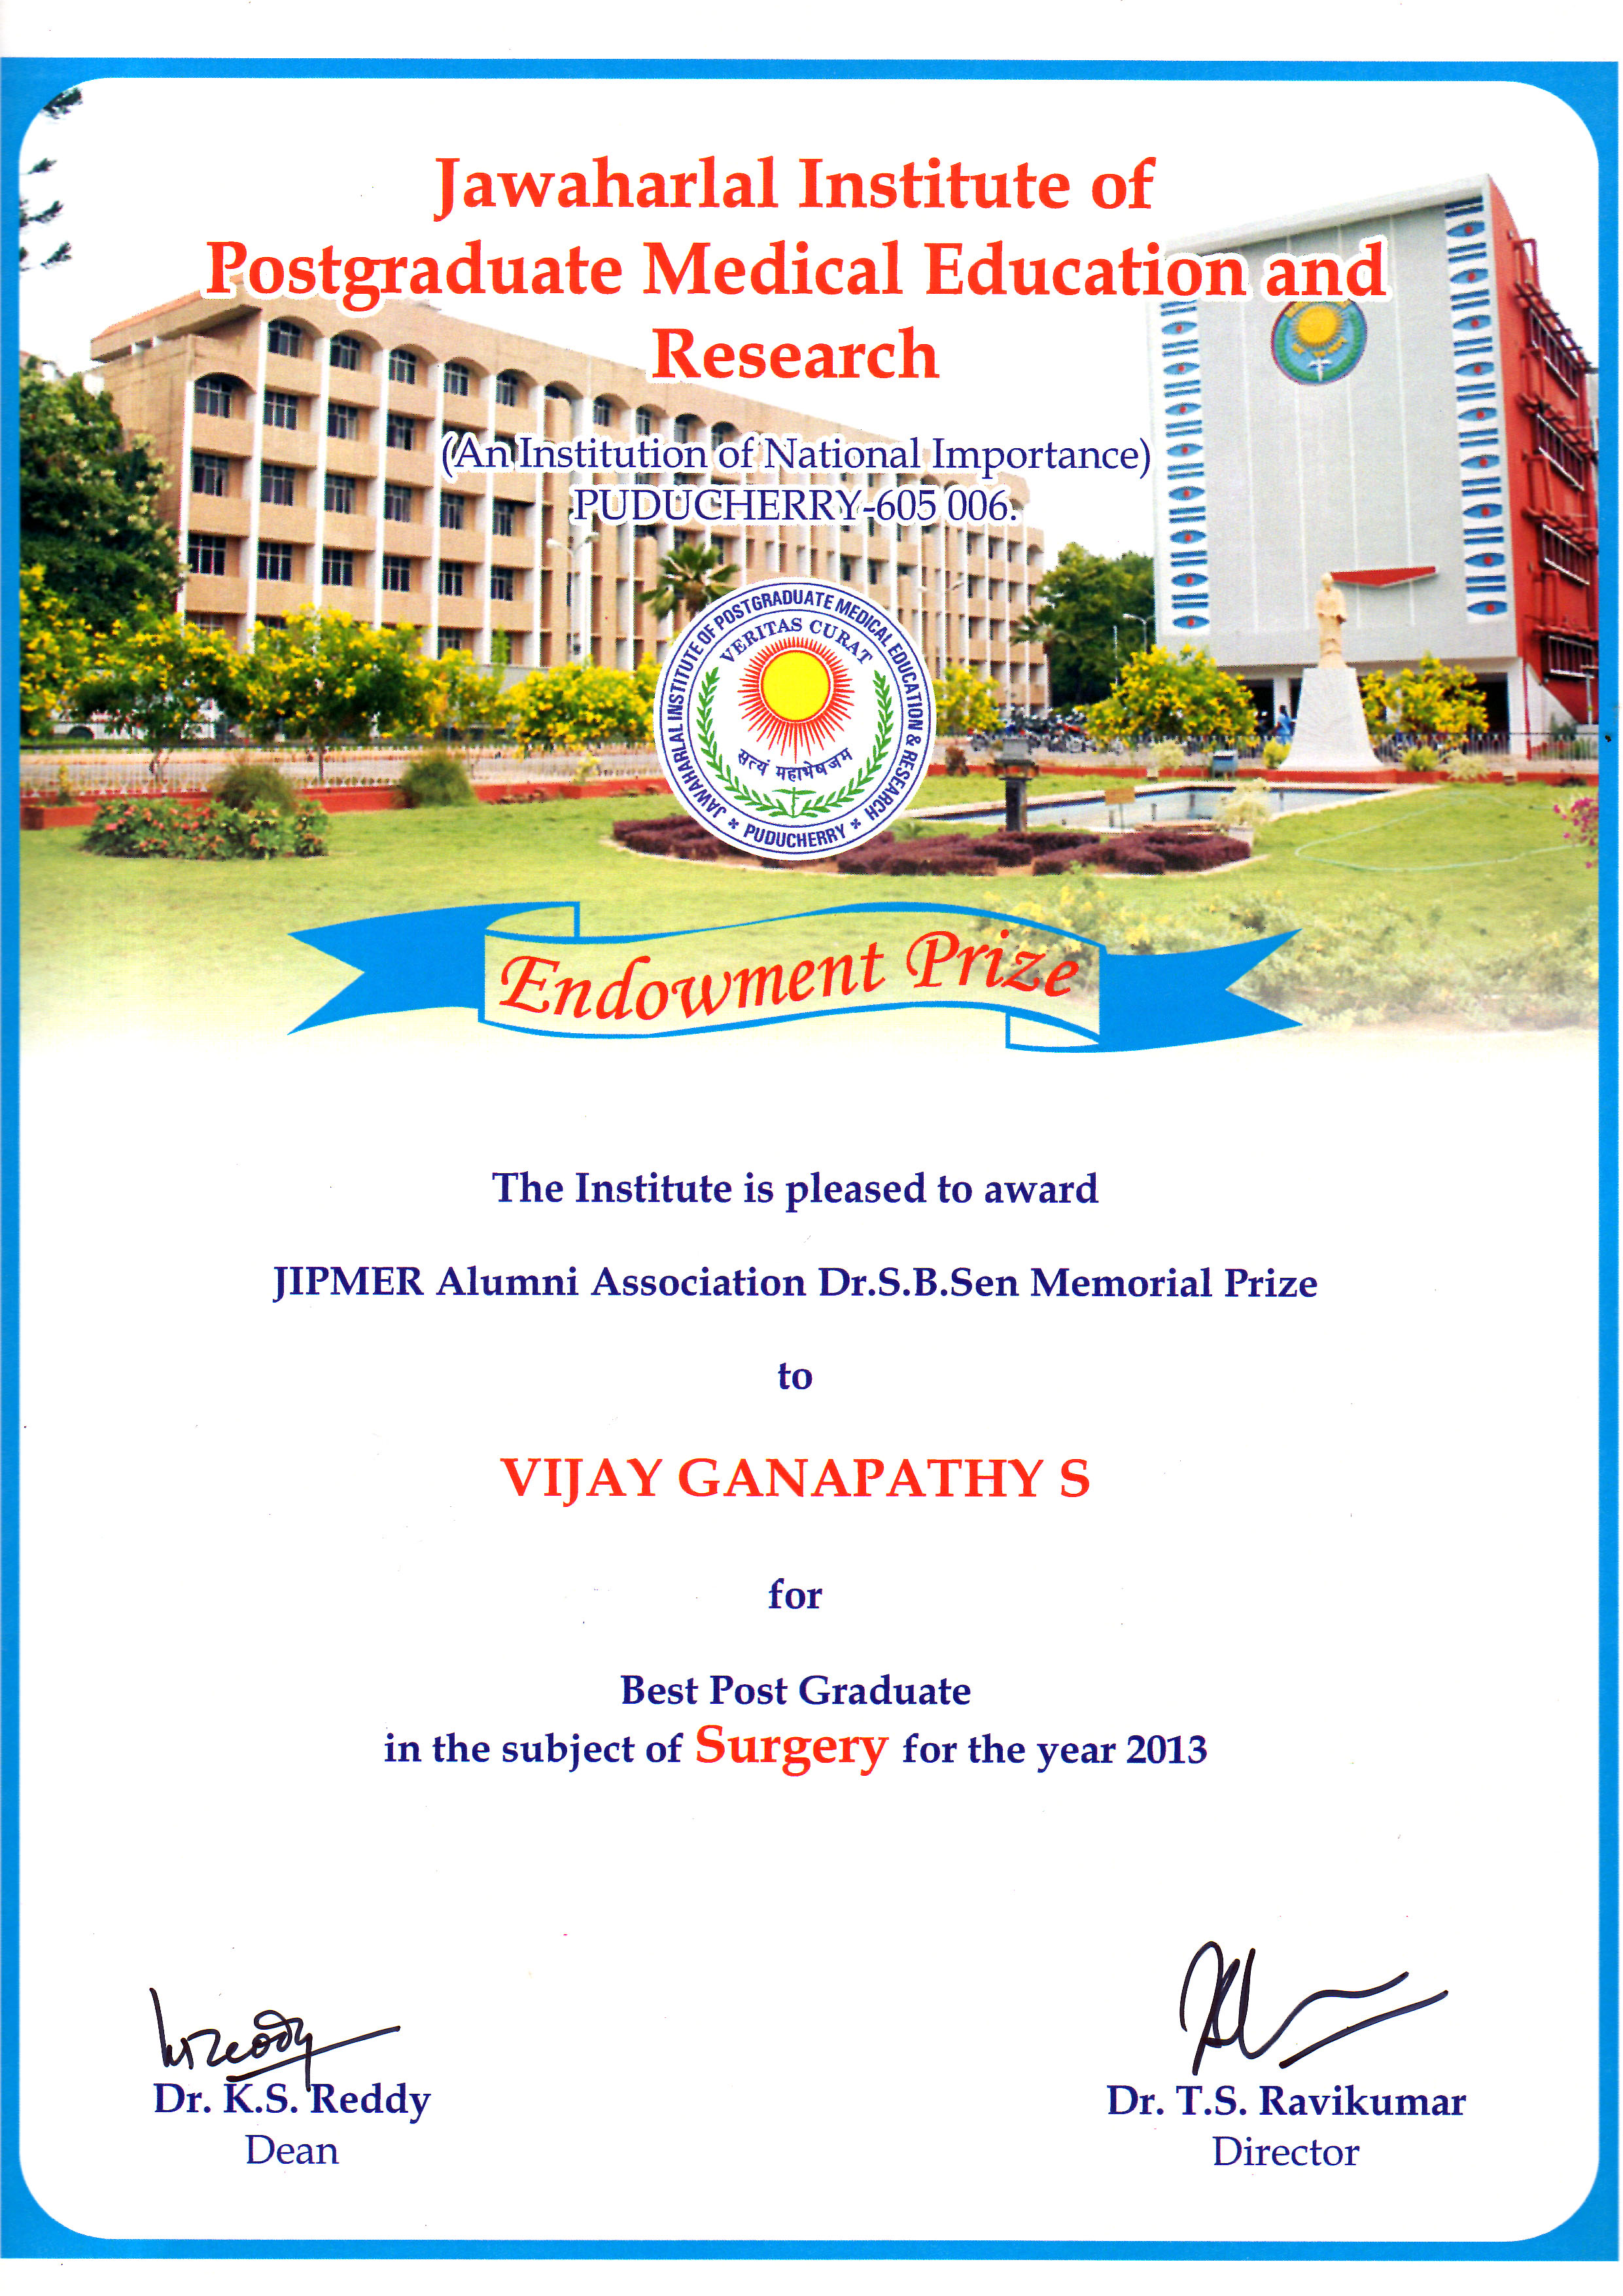 Jawaharlal Institute of
Postgraduate Medical Education and
Research
(An Institution of National Importance)
PUDUCHERRY-605 006.
JAWAHARLAL INSTITUTE OF POSTGRADUATE MEDICAL EDUCATION & RESEARCH
VERITAS CURAT
सत्यं महाभेषजम
* PUDUCHERRY *
Endowment Prize
The Institute is pleased to award
JIPMER Alumni Association Dr.S.B.Sen Memorial Prize
to
VIJAY GANAPATHY S
for
Best Post Graduate
in the subject of Surgery for the year 2013
Dr. K.S. Reddy
Dean
Dr. T.S. Ravikumar
Director